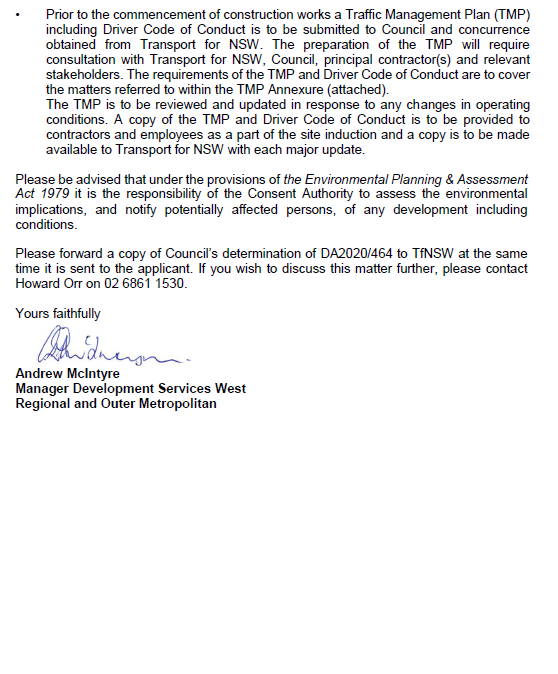 • Prior to the commencement of construction works a Traffic Management Plan (TMP)
including Driver Code of Conduct is to be submitted to Council and concurrence
obtained from Transport for NSW. The preparation of the TMP will require
consultation with Transport for NSW, Council, principal contractor(s) and relevant
stakeholders. The requirements of the TMP and Driver Code of Conduct are to cover
the matters referred to within the TMP Annexure (attached).
The TMP is to be reviewed and updated in response to any changes in operating
conditions. A copy of the TMP and Driver Code of Conduct is to be provided to
contractors and employees as a part of the site induction and a copy is to be made
available to Transport for NSW with each major update.
Please be advised that under the provisions of the Environmental Planning & Assessment
Act 1979 it is the responsibility of the Consent Authority to assess the environmental
implications, and notify potentially affected persons, of any development including
conditions.
Please forward a copy of Council's determination of DA2020/464 to TfNSW at the same
time it is sent to the applicant. If you wish to discuss this matter further, please contact
Howard Orr on 02 6861 1530.
Yours faithfully
Andrew McIntyre
Manager Development Services West
Regional and Outer Metropolitan